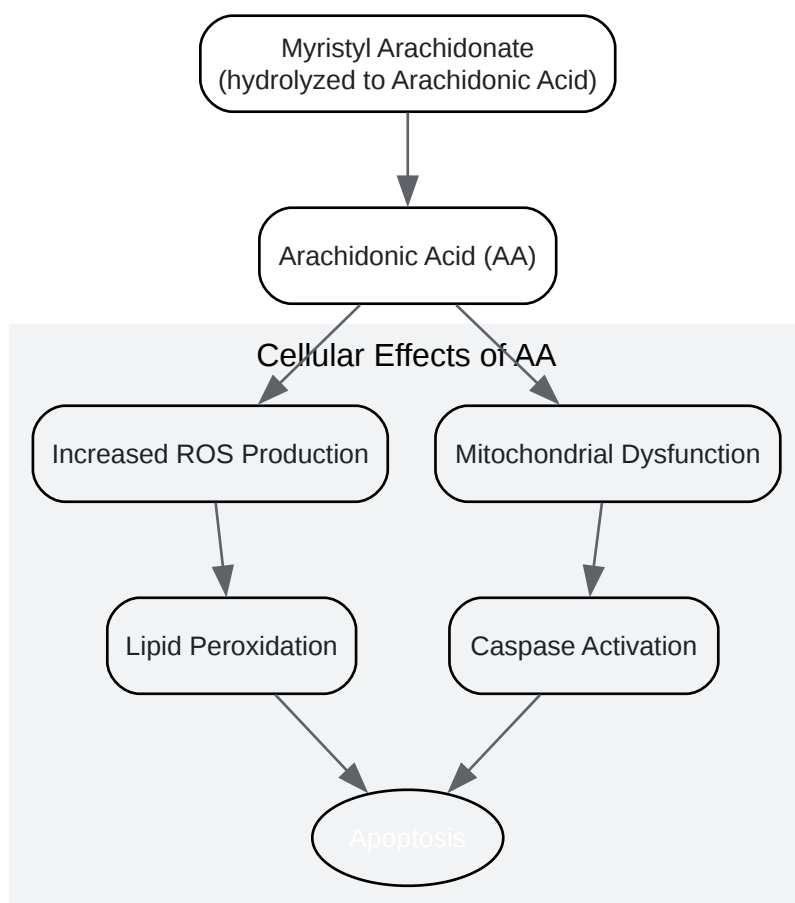 Myristyl Arachidonate
(hydrolyzed to Arachidonic Acid)
Arachidonic Acid (AA)
Cellular Effects of AA
Increased ROS Production
Mitochondrial Dysfunction
Lipid Peroxidation
Caspase Activation
Apoptosis